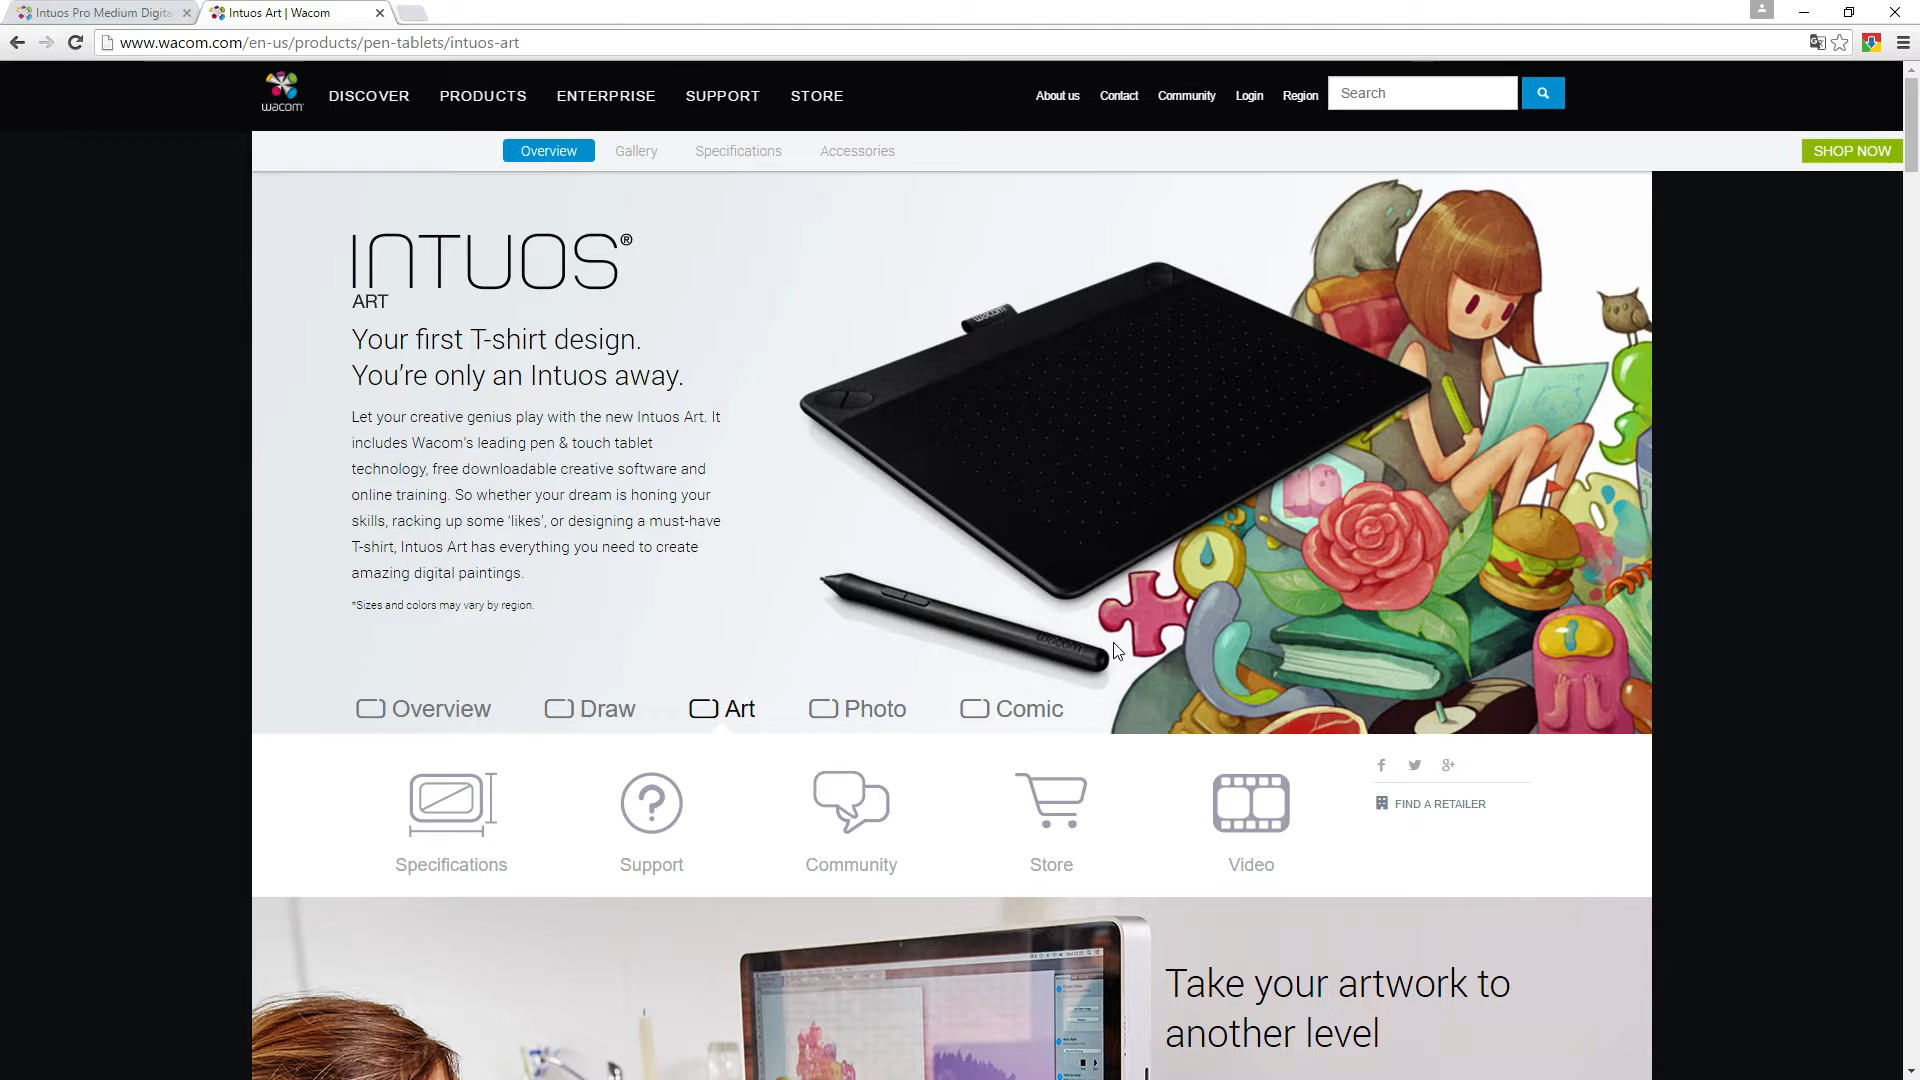 Intuos Pro Medium Digita
Intuos Art | Wacom
www.wacom.com/en-us/products/pen-tablets/intuos-art
wacom
DISCOVER PRODUCTS ENTERPRISE SUPPORT STORE
About us Contact Community Login Region Search
Overview Gallery Specifications Accessories SHOP NOW
INTUOS®
ART
Your first T-shirt design.
You’re only an Intuos away.
Let your creative genius play with the new Intuos Art. It
includes Wacom’s leading pen & touch tablet
technology, free downloadable creative software and
online training. So whether your dream is honing your
skills, racking up some ‘likes’, or designing a must-have
T-shirt, Intuos Art has everything you need to create
amazing digital paintings.
*Sizes and colors may vary by region.
wacom
wacom
Overview Draw Art Photo Comic
FIND A RETAILER
Specifications Support Community Store Video
Take your artwork to
another level